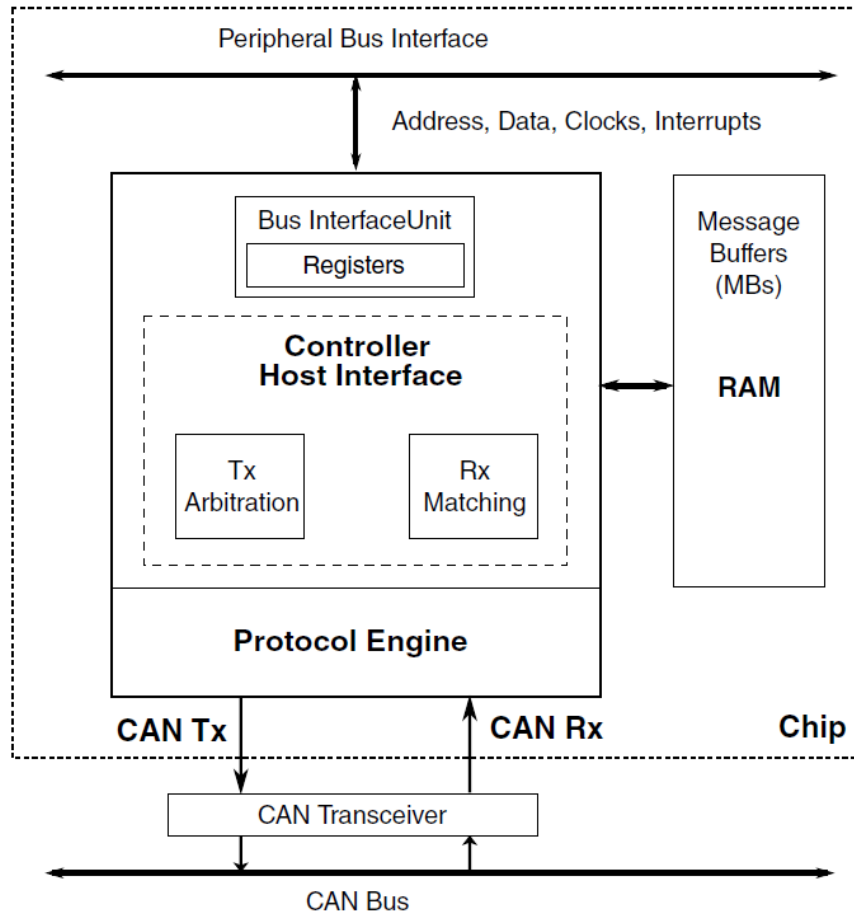 Peripheral Bus Interface
Address, Data, Clocks, Interrupts
Bus InterfaceUnit
Registers
Message
Buffers
(MBs)
Controller
Host Interface
RAM
Tx
Arbitration
Rx
Matching
Protocol Engine
CAN Tx
CAN Rx
Chip
CAN Transceiver
CAN Bus